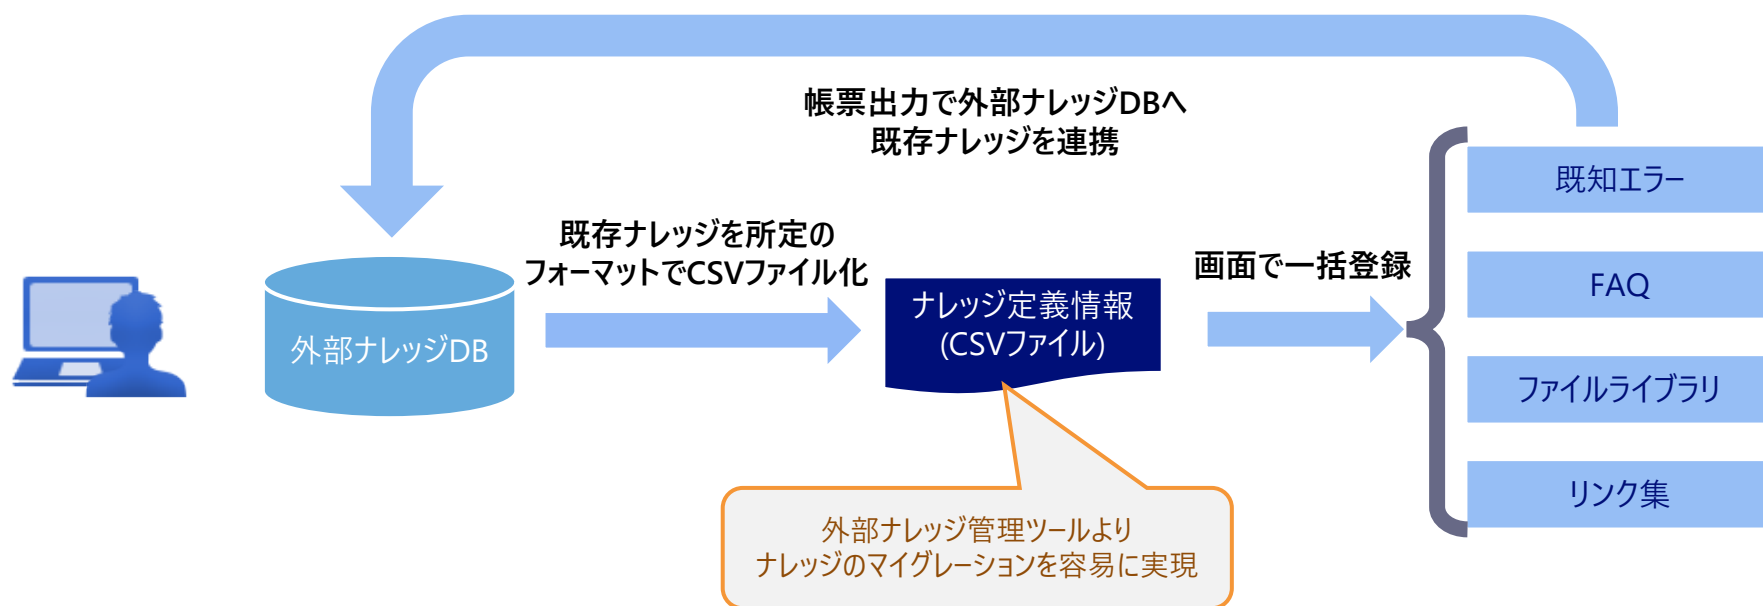 帳票出力で外部ナレッジDBへ
既存ナレッジを連携
既存ナレッジを所定の
フォーマットでCSVファイル化
外部ナレッジDB
ナレッジ定義情報
(CSVファイル)
画面で一括登録
既知エラー
FAQ
ファイルライブラリ
リンク集
外部ナレッジ管理ツールより
ナレッジのマイグレーションを容易に実現